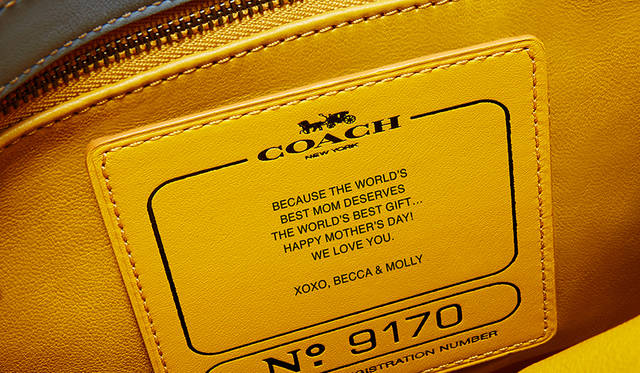 COACH
NEW YORK
BECAUSE THE WORLD'S
BEST MOM DESERVES
THE WORLD'S BEST GIFT...
HAPPY MOTHER'S DAY!
WE LOVE YOU.
XOXO, BECCA & MOLLY
Nº 9170
NUMBER